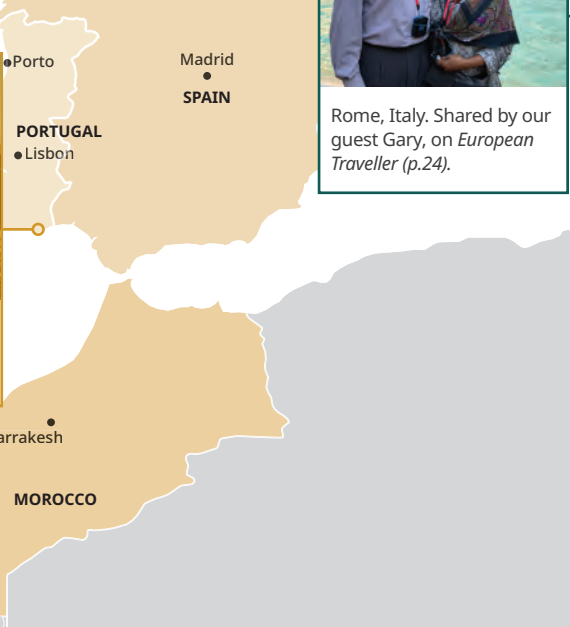 Porto
Madrid
SPAIN
PORTUGAL
Lisbon
Rome, Italy. Shared by our
guest Gary, on European
Traveller (p.24).
arrakesh
MOROCCO